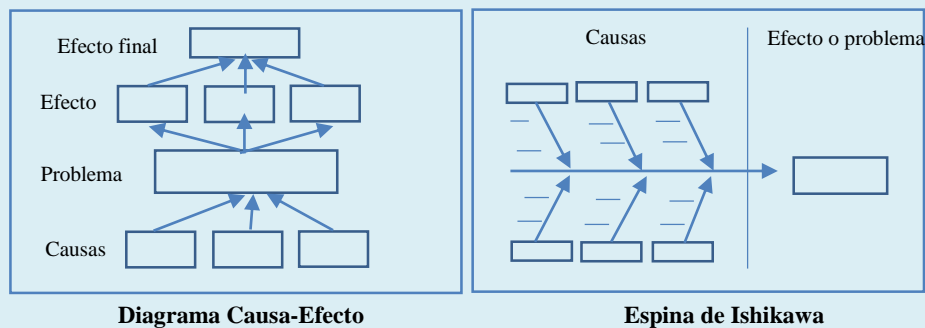 Efecto final
Efecto
Problema
Causas
Diagrama Causa-Efecto
Causas
Efecto o problema
Espina de Ishikawa